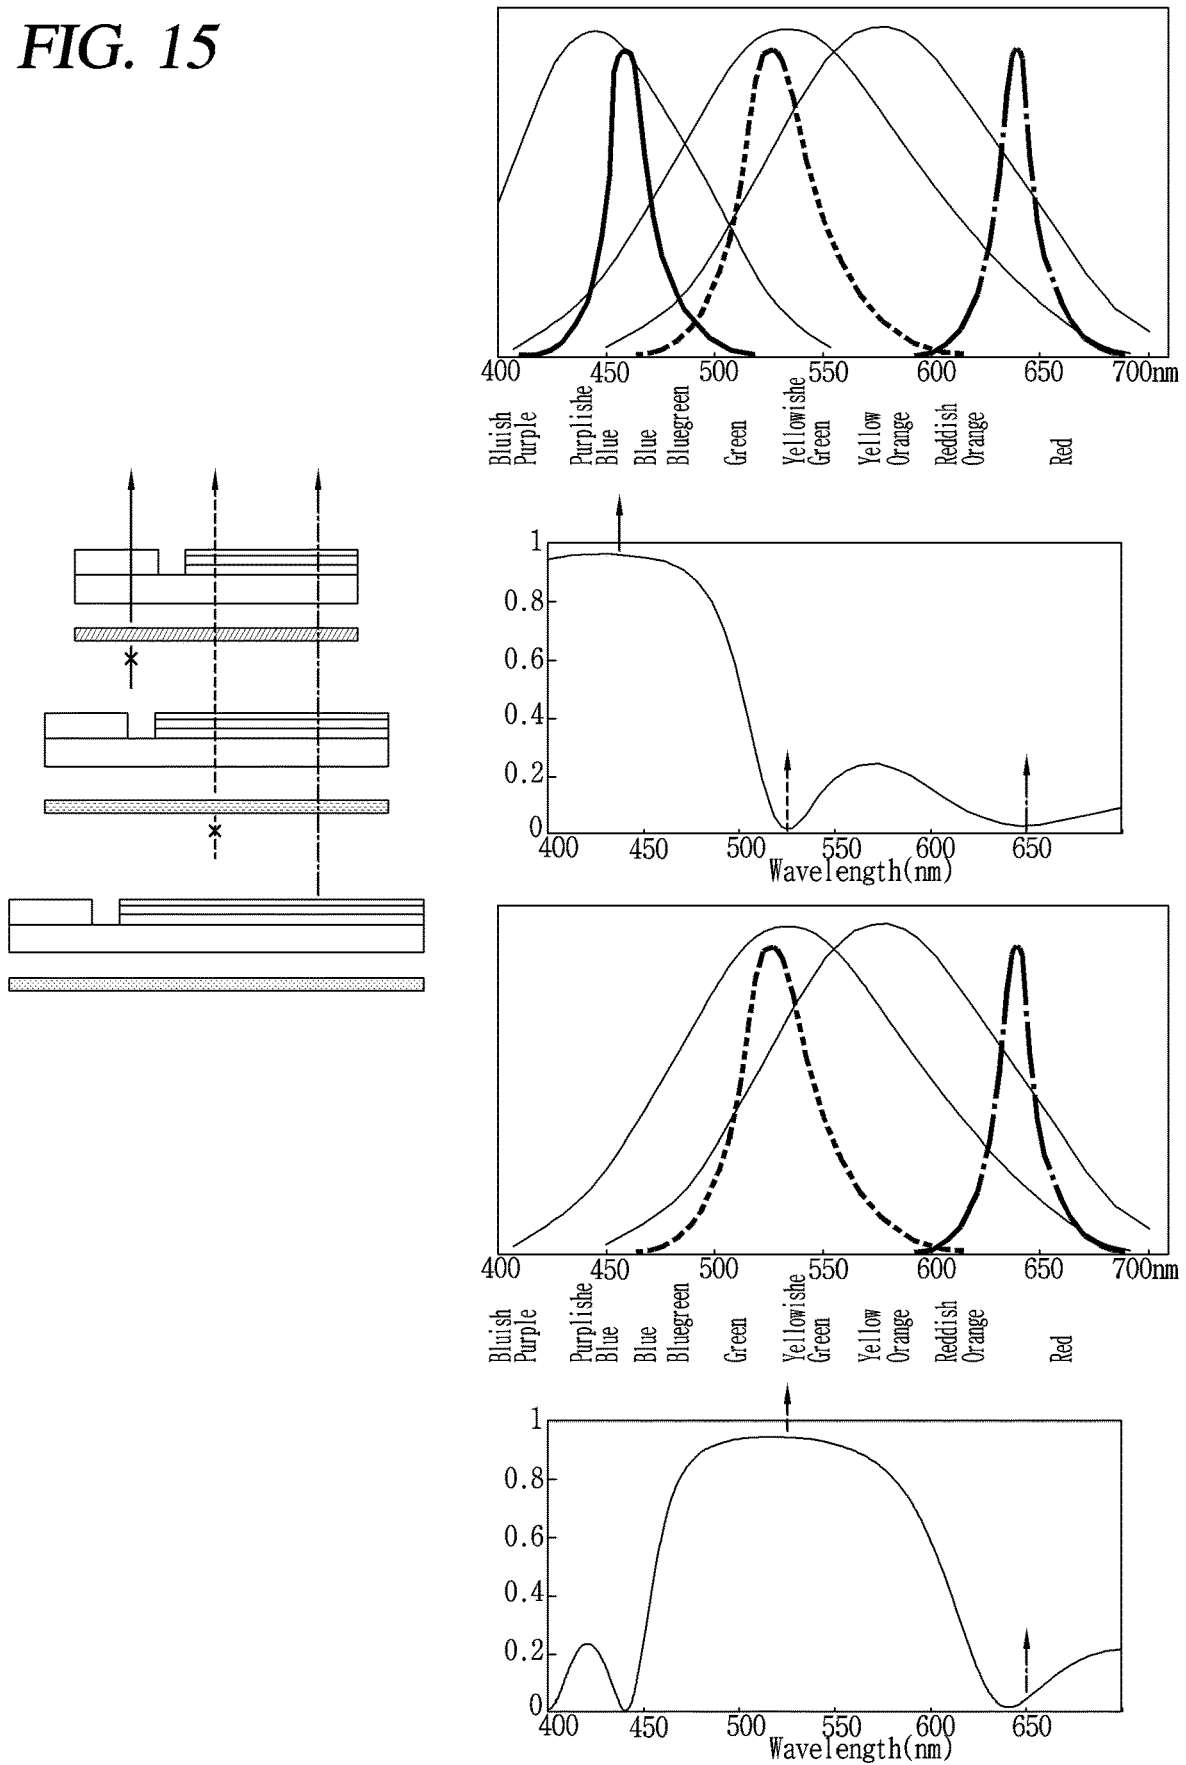 FIG. 15
400 450 500 550 600 650 700nm
Bluish Purple Purplishe Blue Blue Bluegreen Green Yellowishe Green Yellow Orange Reddish Orange Red
1
0.8
0.6
0.4
0.2
0
400 450 500 550 600 650
Wavelength(nm)
400 450 500 550 600 650 700nm
Bluish Purple Purplishe Blue Blue Bluegreen Green Yellowishe Green Yellow Orange Reddish Orange Red
1
0.8
0.6
0.4
0.2
0
400 450 500 550 600 650
Wavelength(nm)